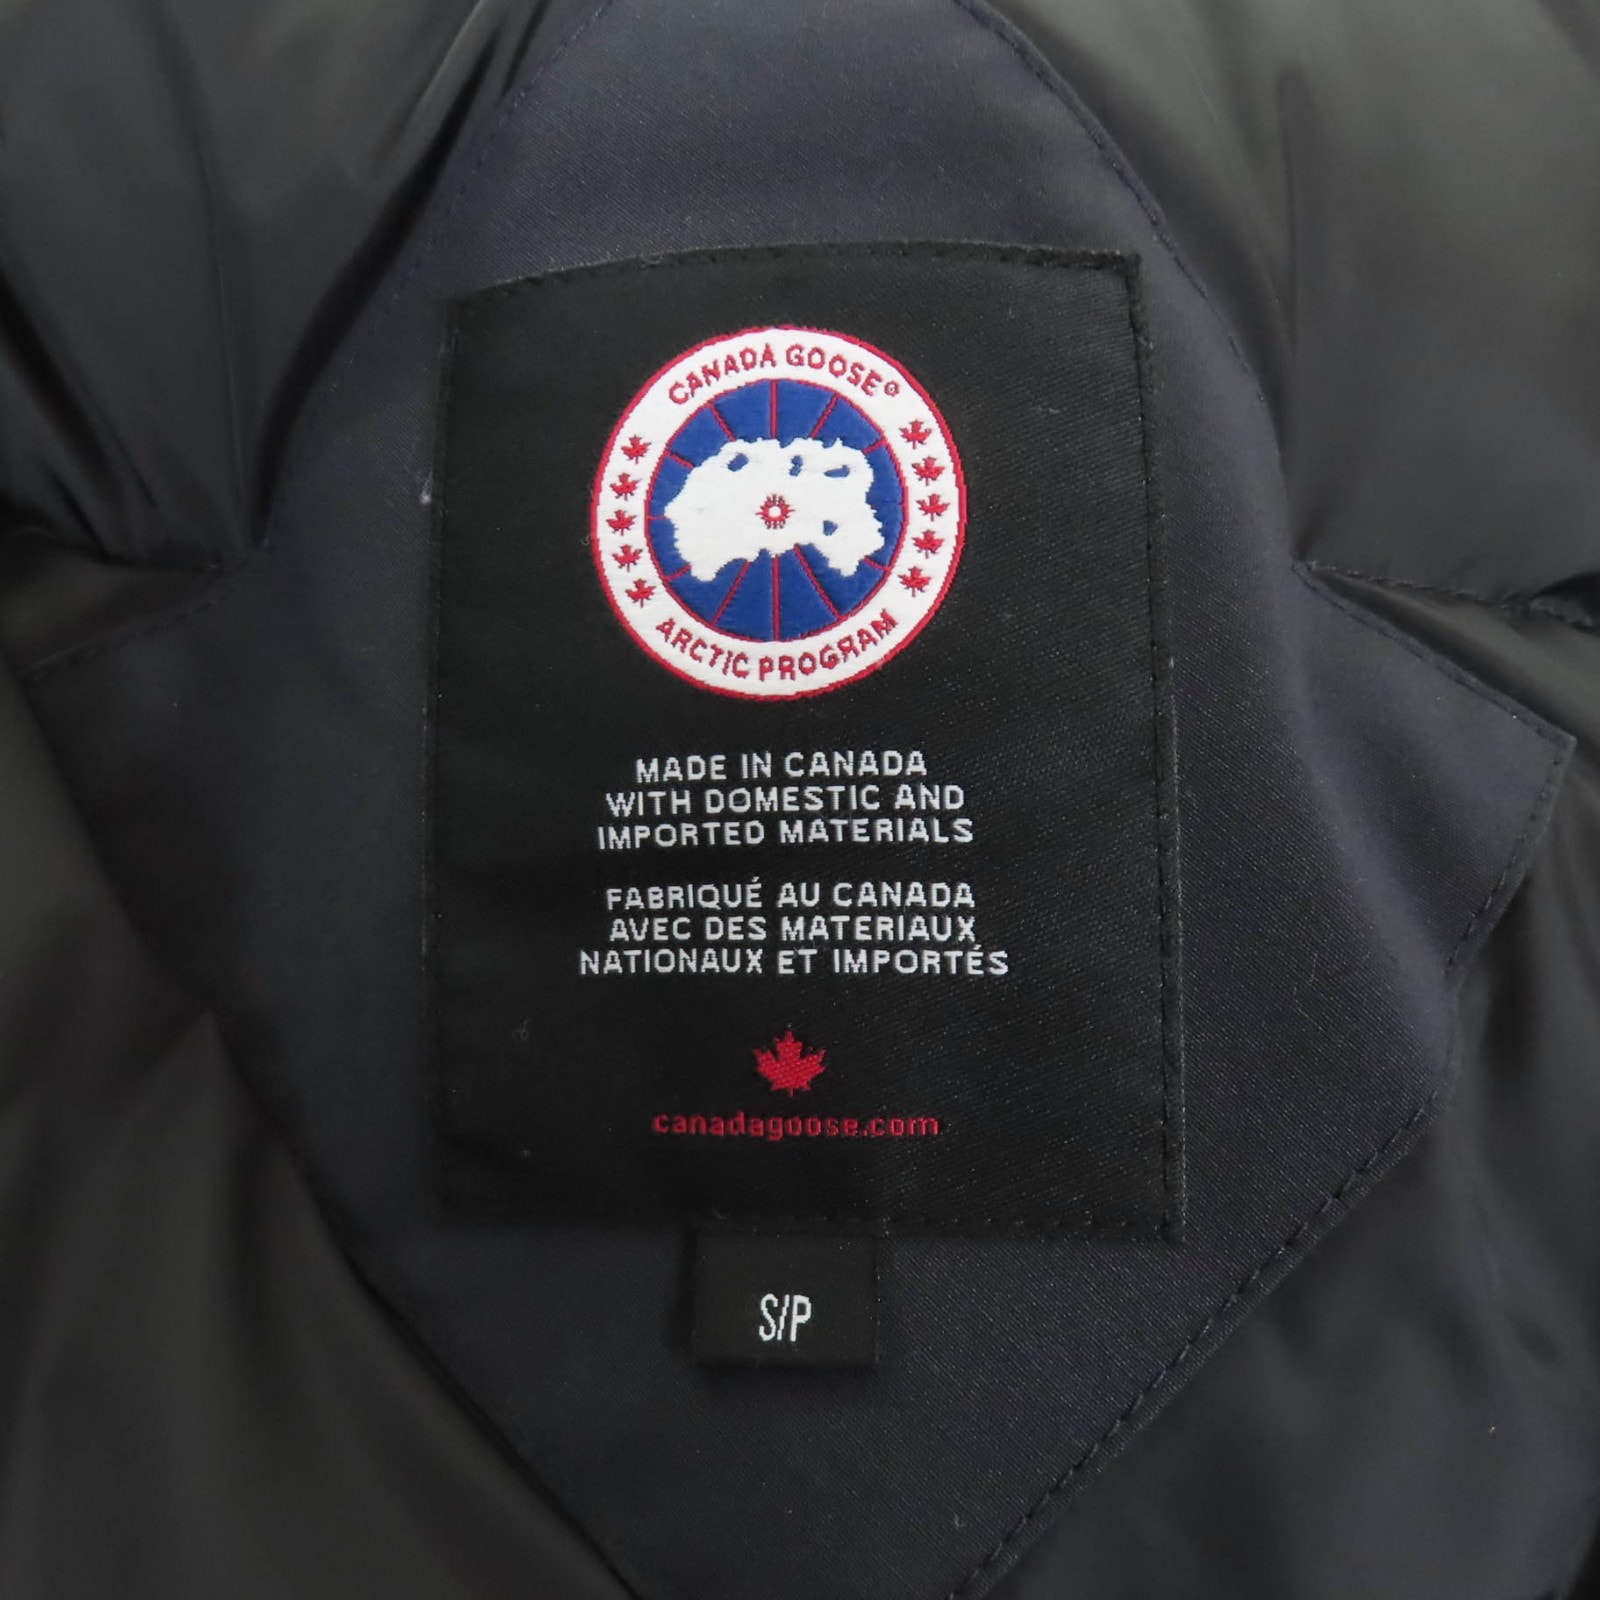 CANADA GOOSE®
ARCTIC PROGRAM
MADE IN CANADA
WITH DOMESTIC AND
IMPORTED MATERIALS
FABRIQUÉ AU CANADA
AVEC DES MATERIAUX
NATIONAUX ET IMPORTÉS
canadagoose.com
S/P